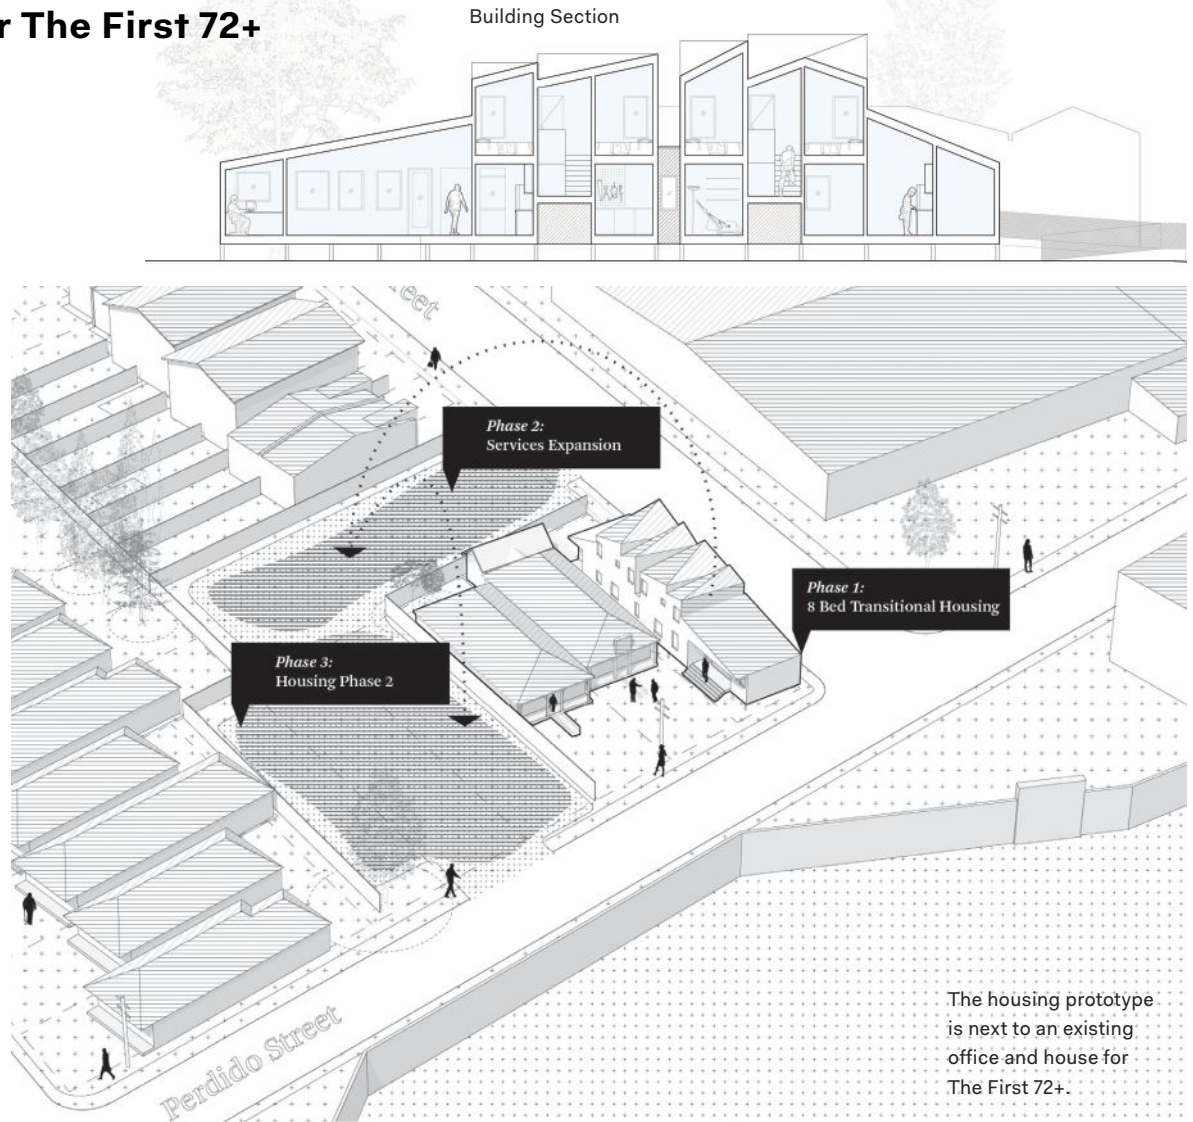 r The First 72+
Building Section
eet
Phase 2:
Services Expansion
Phase 1:
8 Bed Transitional Housing
Phase 3:
Housing Phase 2
Perdido Street
The housing prototype
is next to an existing
office and house for
The First 72+.